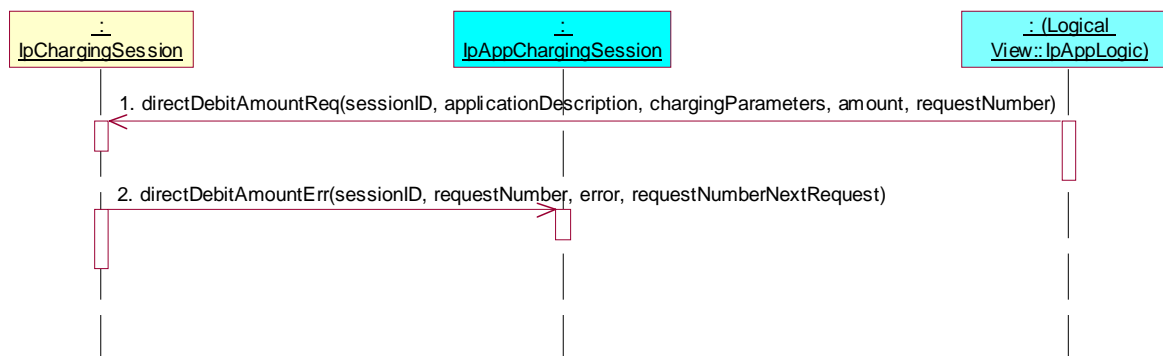 :
IpChargingSession
:
IpAppChargingSession
: (Logical
View::IpAppLogic)
1. directDebitAmountReq(sessionID, applicationDescription, chargingParameters, amount, requestNumber)
2. directDebitAmountErr(sessionID, requestNumber, error, requestNumberNextRequest)